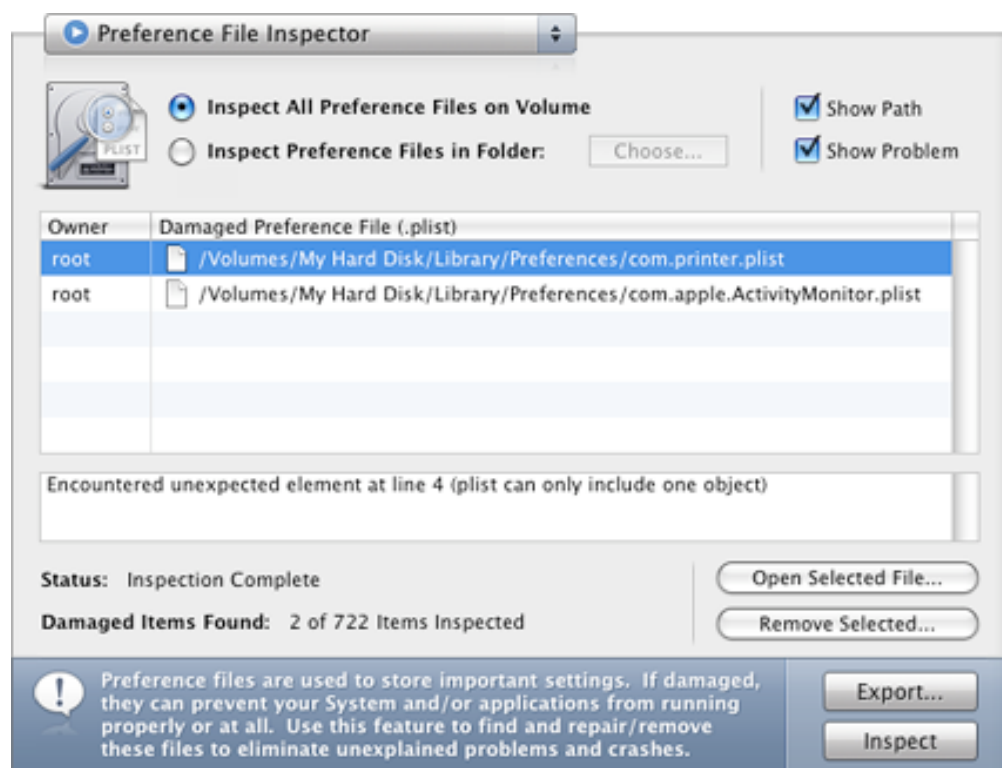 Preference File Inspector
Inspect All Preference Files on Volume
Show Path
Inspect Preference Files in Folder:
Choose...
Show Problem
PLIST
Owner
Damaged Preference File (.plist)
root
/Volumes/My Hard Disk/Library/Preferences/com.printer.plist
root
/Volumes/My Hard Disk/Library/Preferences/com.apple.ActivityMonitor.plist
Encountered unexpected element at line 4 (plist can only include one object)
Status: Inspection Complete
Open Selected File...
Damaged Items Found: 2 of 722 Items Inspected
Remove Selected...
Preference files are used to store important settings. If damaged,
they can prevent your System and/or applications from running
properly or at all. Use this feature to find and repair/remove
these files to eliminate unexplained problems and crashes.
Export...
Inspect